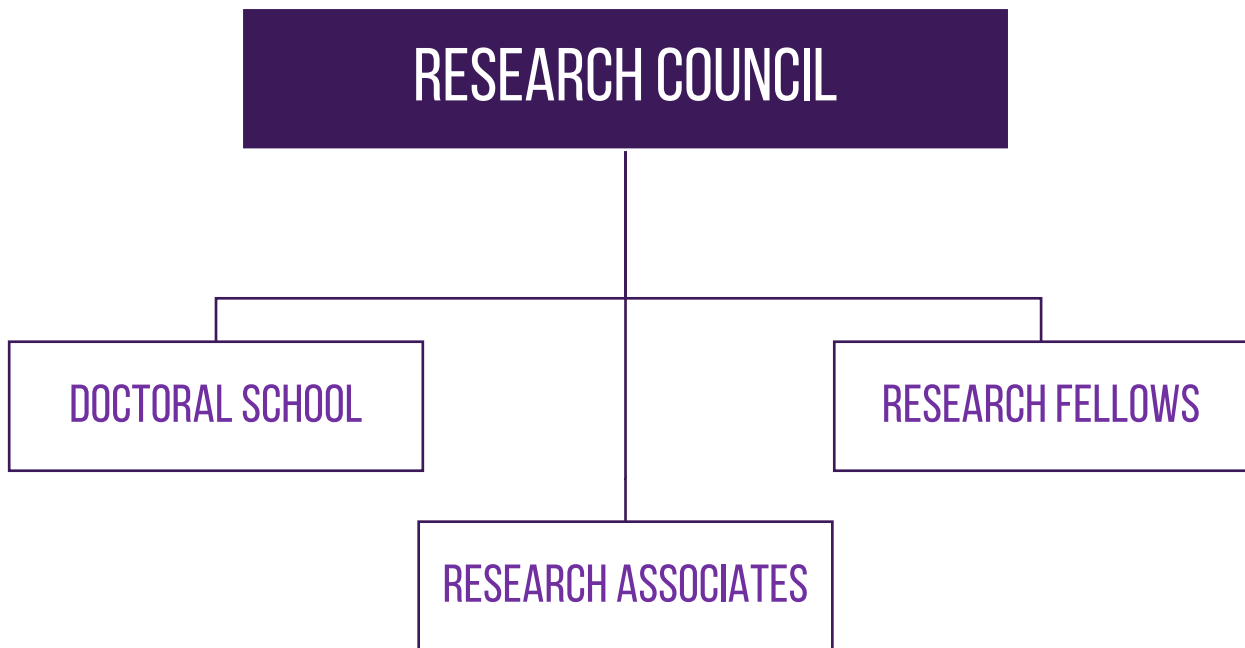 RESEARCH COUNCIL
DOCTORAL SCHOOL
RESEARCH FELLOWS
RESEARCH ASSOCIATES